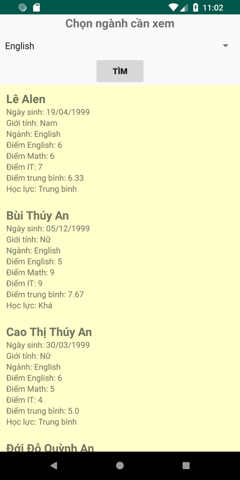 11:02
Chọn ngành cần xem
English
TÌM
Lê Alen
Ngày sinh: 19/04/1999
Giới tính: Nam
Ngành: English
Điểm English: 6
Điểm Math: 6
Điểm IT: 7
Điểm trung bình: 6.33
Học lực: Trung bình
Bùi Thúy An
Ngày sinh: 05/12/1999
Giới tính: Nữ
Ngành: English
Điểm English: 5
Điểm Math: 9
Điểm IT: 9
Điểm trung bình: 7.67
Học lực: Khá
Cao Thị Thúy An
Ngày sinh: 30/03/1999
Giới tính: Nữ
Ngành: English
Điểm English: 6
Điểm Math: 5
Điểm IT: 4
Điểm trung bình: 5.0
Học lực: Trung bình
Đới Đỗ Quỳnh An